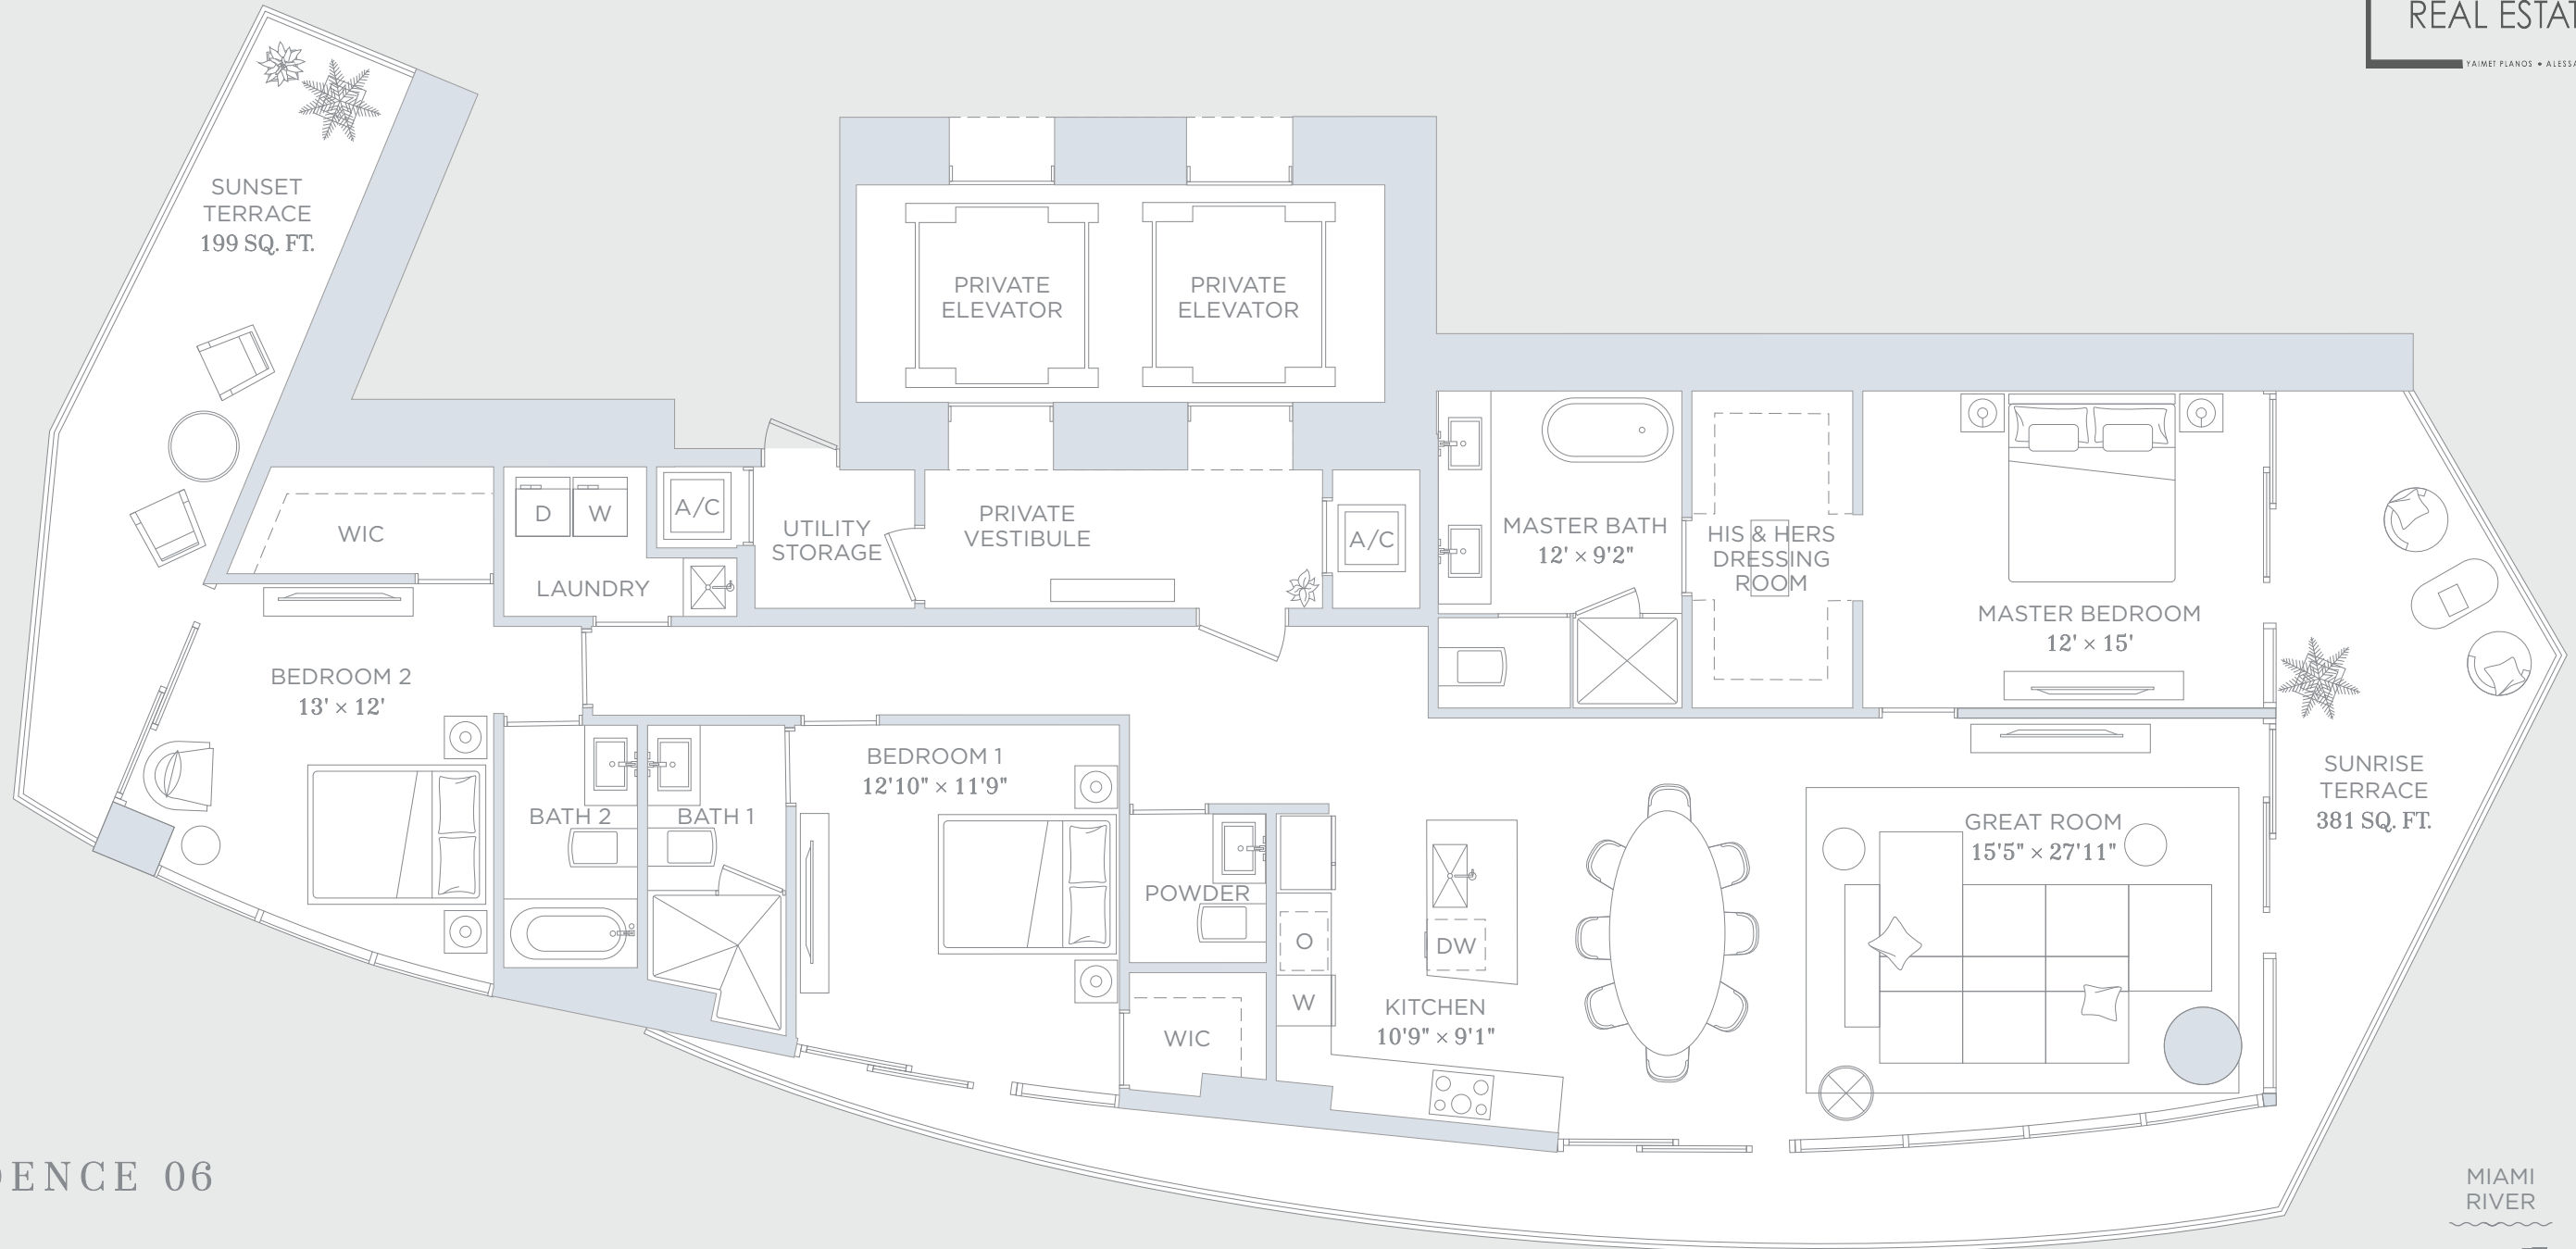 REAL ESTAT
YAIMET PLANOS • ALESSA
SUNSET
TERRACE
199 SQ. FT.
PRIVATE
ELEVATOR
PRIVATE
ELEVATOR
WIC
D
W
A/C
LAUNDRY
UTILITY
STORAGE
PRIVATE
VESTIBULE
A/C
MASTER BATH
12' × 9'2"
HIS & HERS
DRESSING
ROOM
MASTER BEDROOM
12' × 15'
BEDROOM 2
13' × 12'
BATH 2
BATH 1
BEDROOM 1
12'10" × 11'9"
POWDER
WIC
O
W
DW
KITCHEN
10'9" × 9'1"
GREAT ROOM
15'5" × 27'11"
SUNRISE
TERRACE
381 SQ. FT.
DENCE 06
MIAMI
RIVER